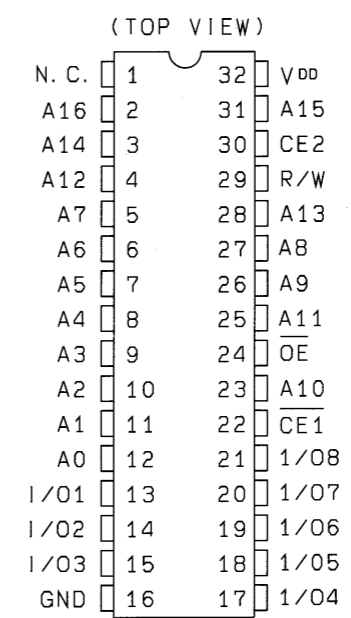 (TOP VIEW)
N.C. 1 32 VDD
A16 2 31 A15
A14 3 30 CE2
A12 4 29 R/W
A7 5 28 A13
A6 6 27 A8
A5 7 26 A9
A4 8 25 A11
A3 9 24 O̅E̅
A2 10 23 A10
A1 11 22 C̅E̅1̅
A0 12 21 I/O8
I/O1 13 20 I/O7
I/O2 14 19 I/O6
I/O3 15 18 I/O5
GND 16 17 I/O4